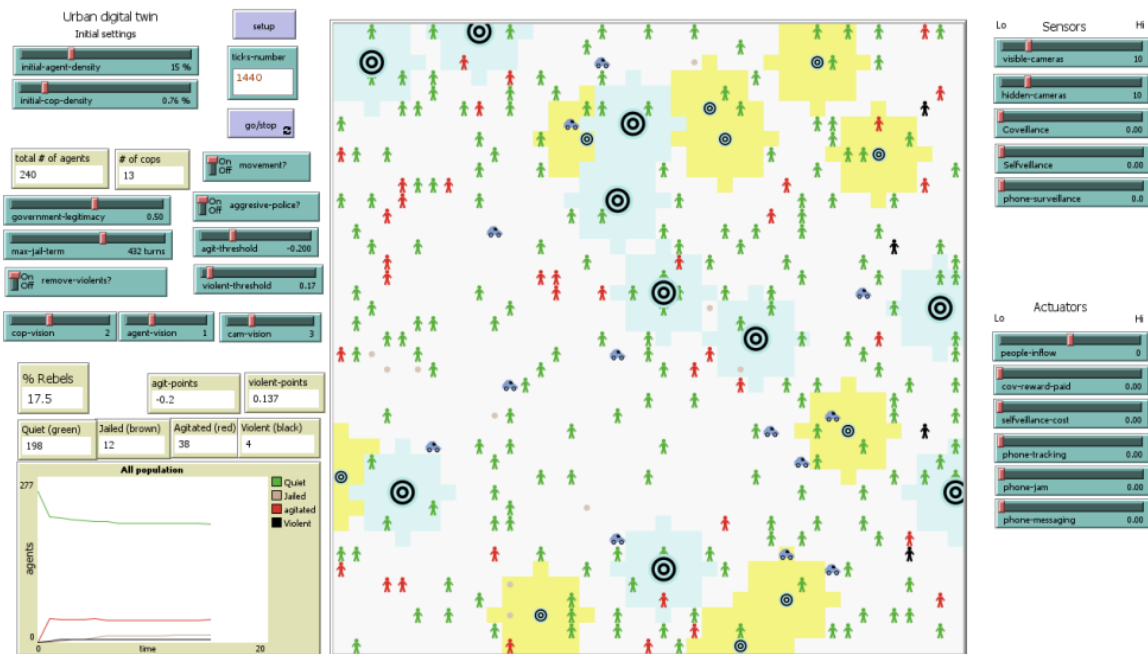 Urban digital twin
Initial settings
initial-agent-density 15 %
initial-cop-density 0.76 %
setup
ticks-number
1440
go/stop
total # of agents
240
# of cops
13
On
Off
movement?
government-legitimacy 0.50
On
Off
aggresive-police?
max-jail-term 432 turns
agit-threshold -0.200
On
Off
remove-violents?
violent-threshold 0.17
cop-vision 2
agent-vision 1
cam-vision 3
% Rebels
17.5
agit-points
-0.2
violent-points
0.137
Quiet (green)
198
Jailed (brown)
12
Agitated (red)
38
Violent (black)
4
All population
277
agents
0
0
time
20
Quiet
Jailed
agitated
Violent
Lo
Sensors
Hi
visible-cameras 10
hidden-cameras 10
Coveillance 0.00
Selfveillance 0.00
phone-surveillance 0.0
Actuators
Lo
Hi
people-inflow 0
cov-reward-paid 0.00
selfveillance-cost 0.00
phone-tracking 0.00
phone-jam 0.00
phone-messaging 0.00